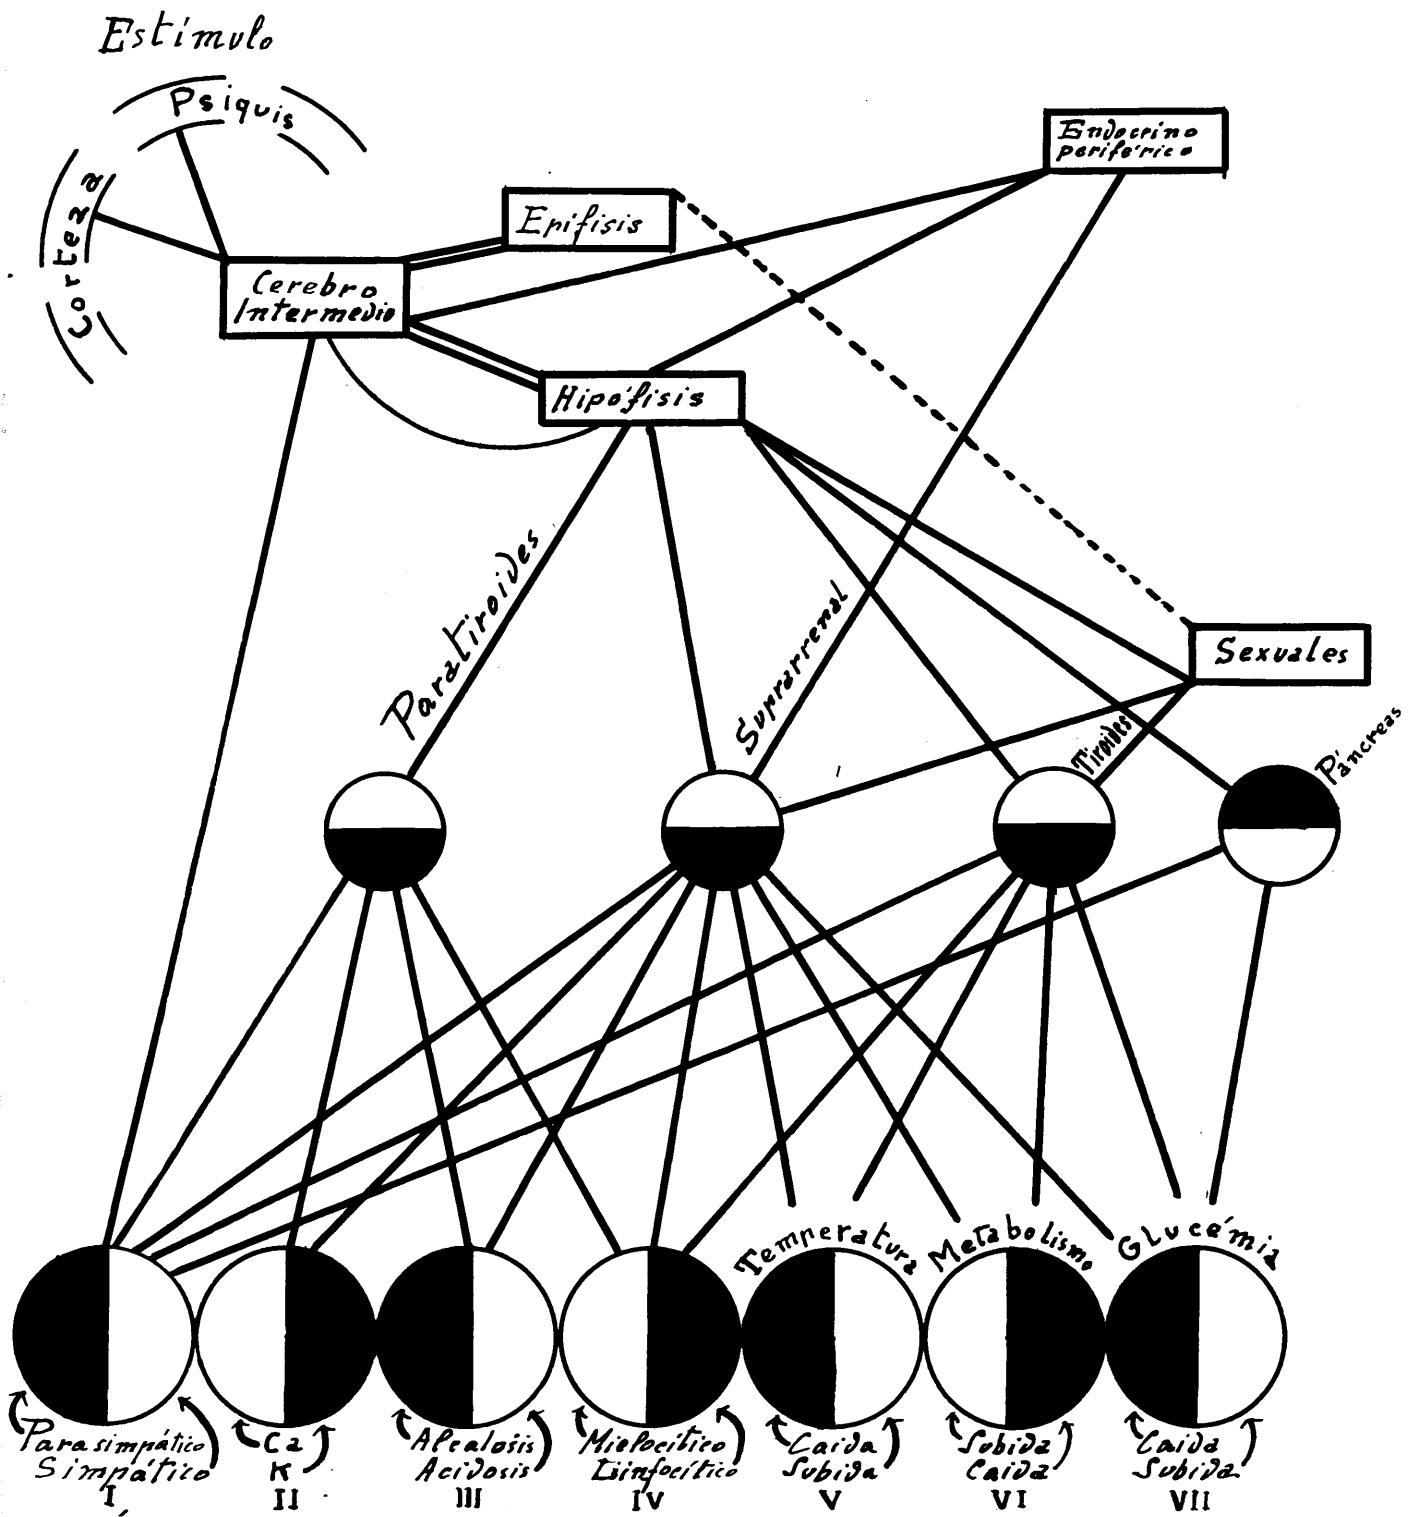 Estímulo
Psiquis
Corteza
Endocrino
periférico
Epífisis
Cerebro
Intermedio
Hipófisis
Paratiroides
Suprarrenal
Sexuales
Tiroides
Páncreas
Temperatura
Metabolismo
Glucémia
Parasimpático
Simpático
I
Ca
K
II
Alcalosis
Acidosis
III
Mielocítico
Linfocítico
IV
Caida
Subida
V
Subida
Caida
VI
Caida
Subida
VII